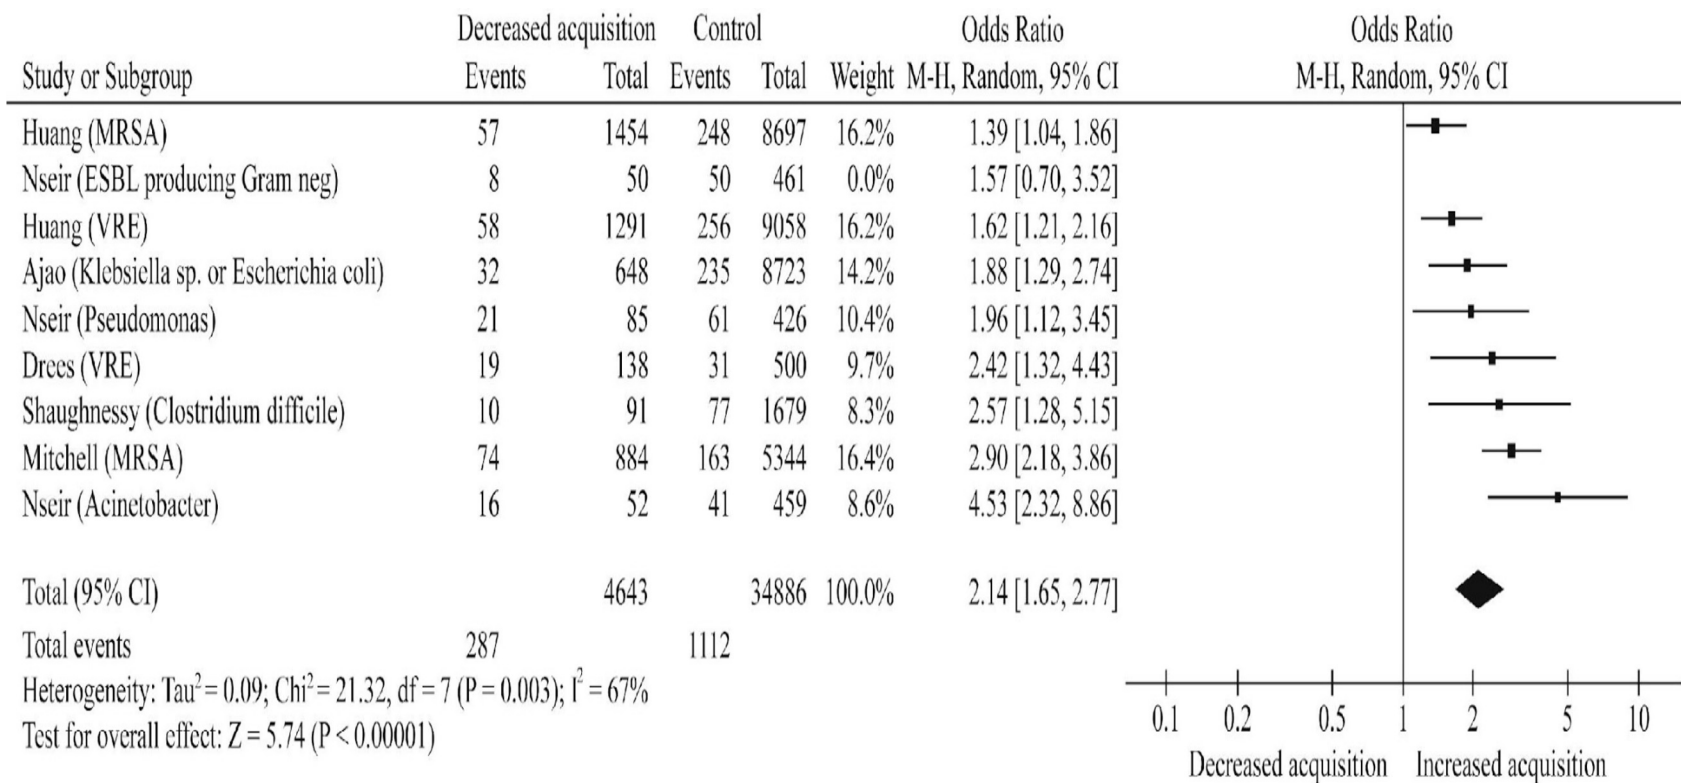 Decreased acquisition Control Odds Ratio Odds Ratio
Study or Subgroup Events Total Events Total Weight M-H, Random, 95% CI M-H, Random, 95% CI
Huang (MRSA) 57 1454 248 8697 16.2% 1.39 [1.04, 1.86]
Nseir (ESBL producing Gram neg) 8 50 50 461 0.0% 1.57 [0.70, 3.52]
Huang (VRE) 58 1291 256 9058 16.2% 1.62 [1.21, 2.16]
Ajao (Klebsiella sp. or Escherichia coli) 32 648 235 8723 14.2% 1.88 [1.29, 2.74]
Nseir (Pseudomonas) 21 85 61 426 10.4% 1.96 [1.12, 3.45]
Drees (VRE) 19 138 31 500 9.7% 2.42 [1.32, 4.43]
Shaughnessy (Clostridium difficile) 10 91 77 1679 8.3% 2.57 [1.28, 5.15]
Mitchell (MRSA) 74 884 163 5344 16.4% 2.90 [2.18, 3.86]
Nseir (Acinetobacter) 16 52 41 459 8.6% 4.53 [2.32, 8.86]
Total (95% CI) 4643 34886 100.0% 2.14 [1.65, 2.77]
Total events 287 1112
Heterogeneity: Tau² = 0.09; Chi² = 21.32, df = 7 (P = 0.003); I² = 67%
Test for overall effect: Z = 5.74 (P < 0.00001)
0.1 0.2 0.5 1 2 5 10
Decreased acquisition Increased acquisition